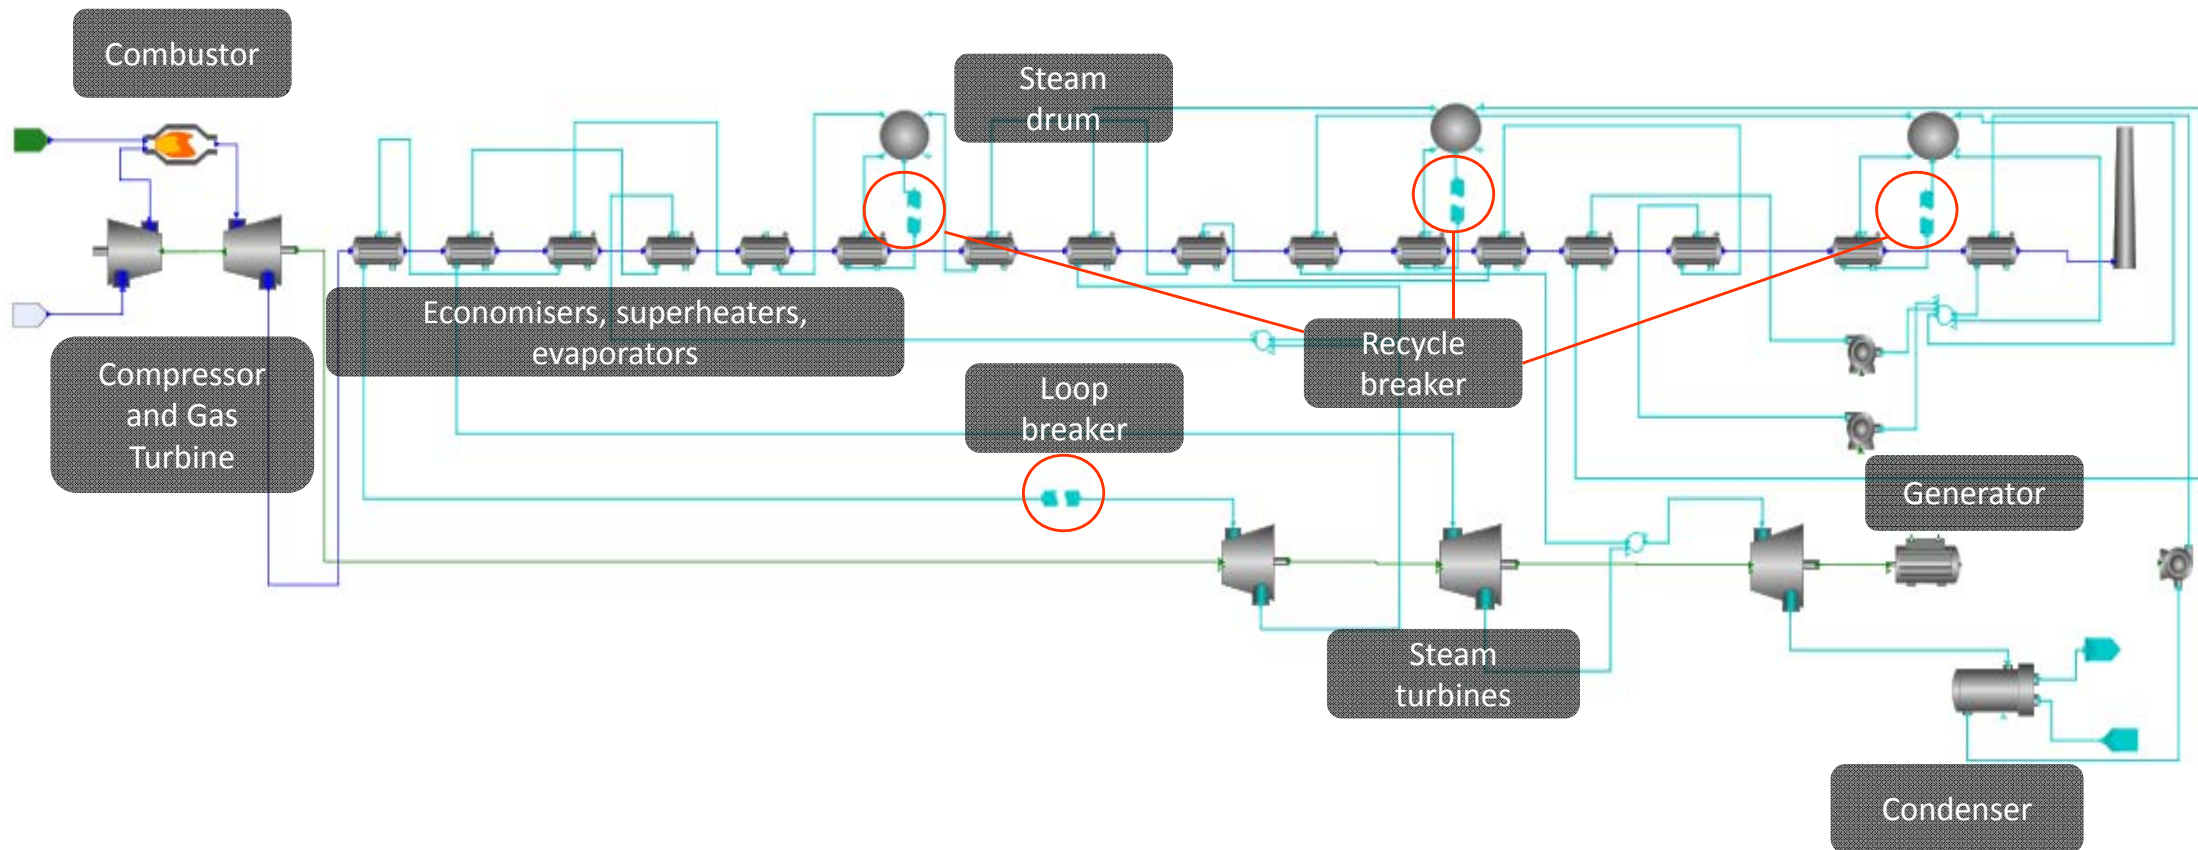 Combustor
Steam
drum
Economisers, superheaters,
evaporators
Compressor
and Gas
Turbine
Recycle
breaker
Loop
breaker
Generator
Steam
turbines
Condenser